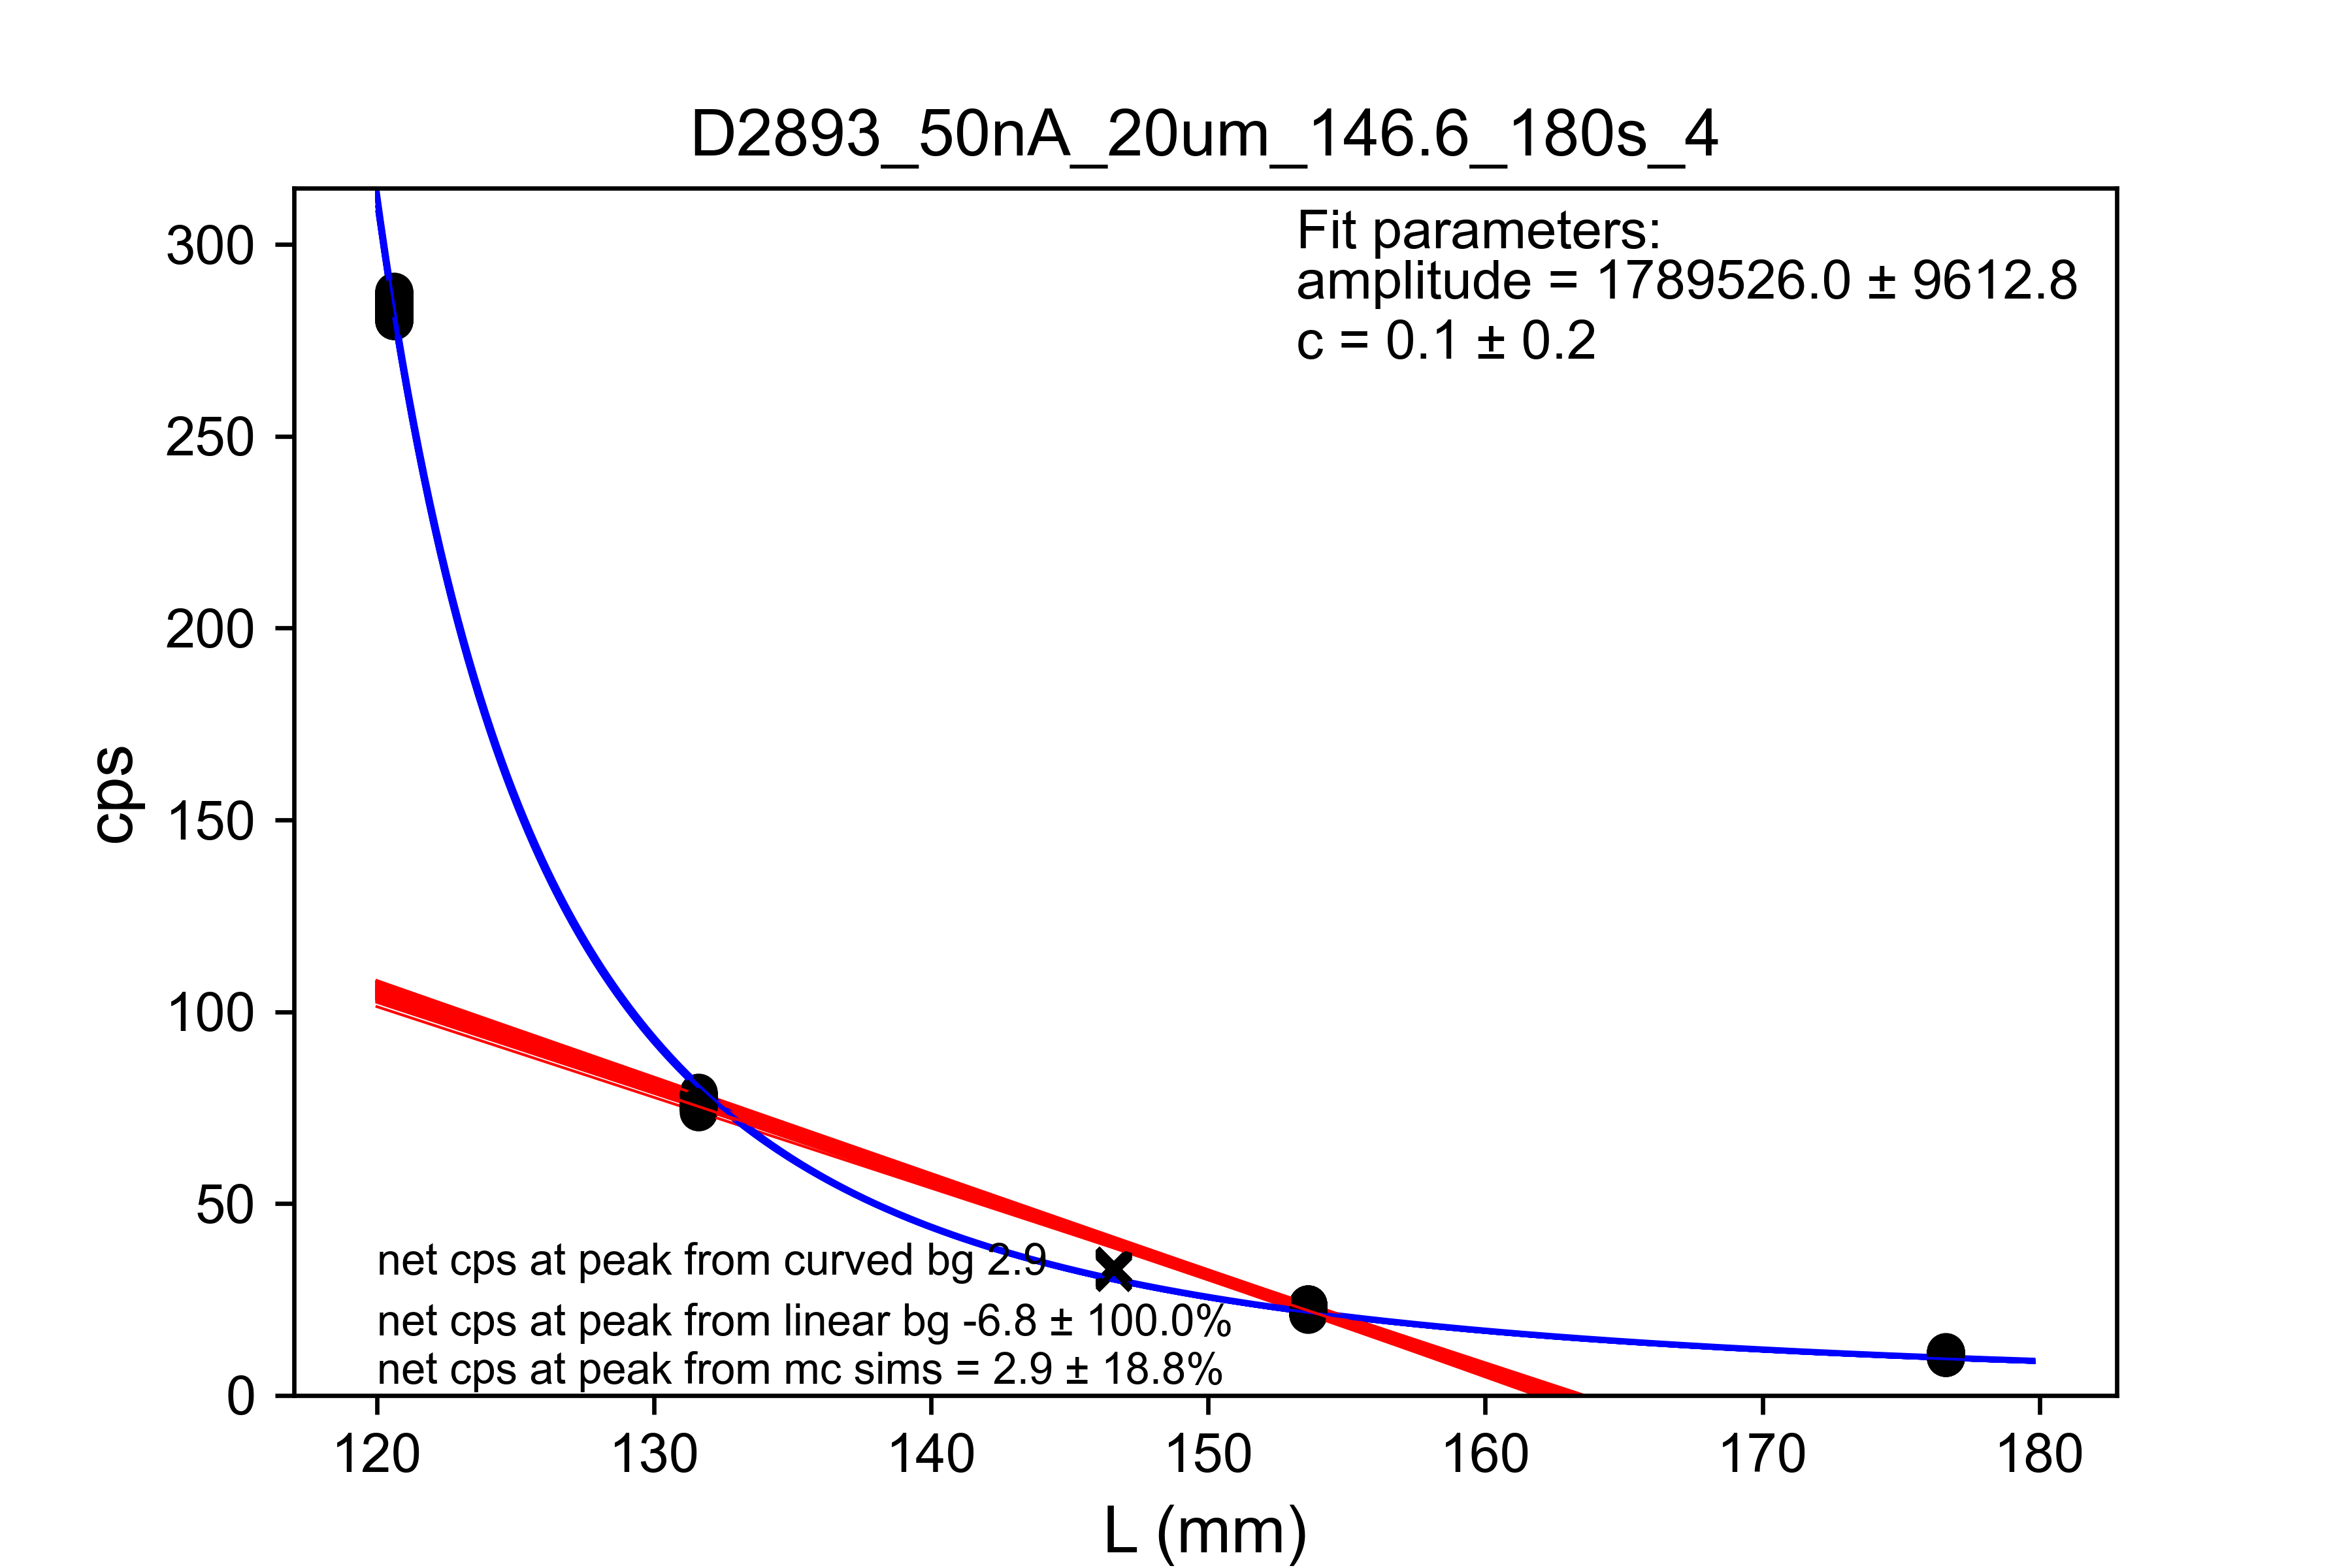 D2893_50nA_20um_146.6_180s_4
Fit parameters:
amplitude = 1789526.0 ± 9612.8
c = 0.1 ± 0.2
300
250
200
150
100
50
0
cps
net cps at peak from curved bg 2.9
net cps at peak from linear bg -6.8 ± 100.0%
net cps at peak from mc sims = 2.9 ± 18.8%
120 130 140 150 160 170 180
L (mm)